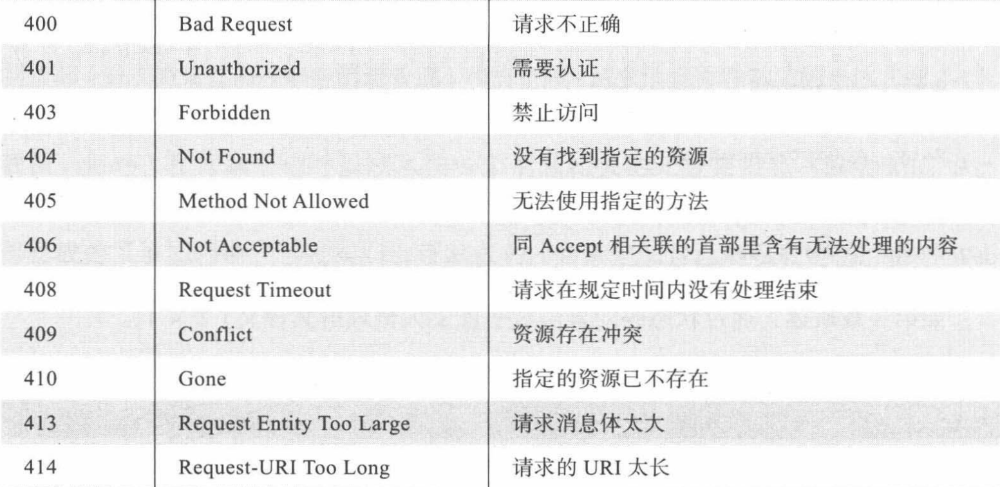 400 Bad Request 请求不正确
401 Unauthorized 需要认证
403 Forbidden 禁止访问
404 Not Found 没有找到指定的资源
405 Method Not Allowed 无法使用指定的方法
406 Not Acceptable 同 Accept 相关联的首部里含有无法处理的内容
408 Request Timeout 请求在规定时间内没有处理结束
409 Conflict 资源存在冲突
410 Gone 指定的资源已不存在
413 Request Entity Too Large 请求消息体太大
414 Request-URI Too Long 请求的 URI 太长